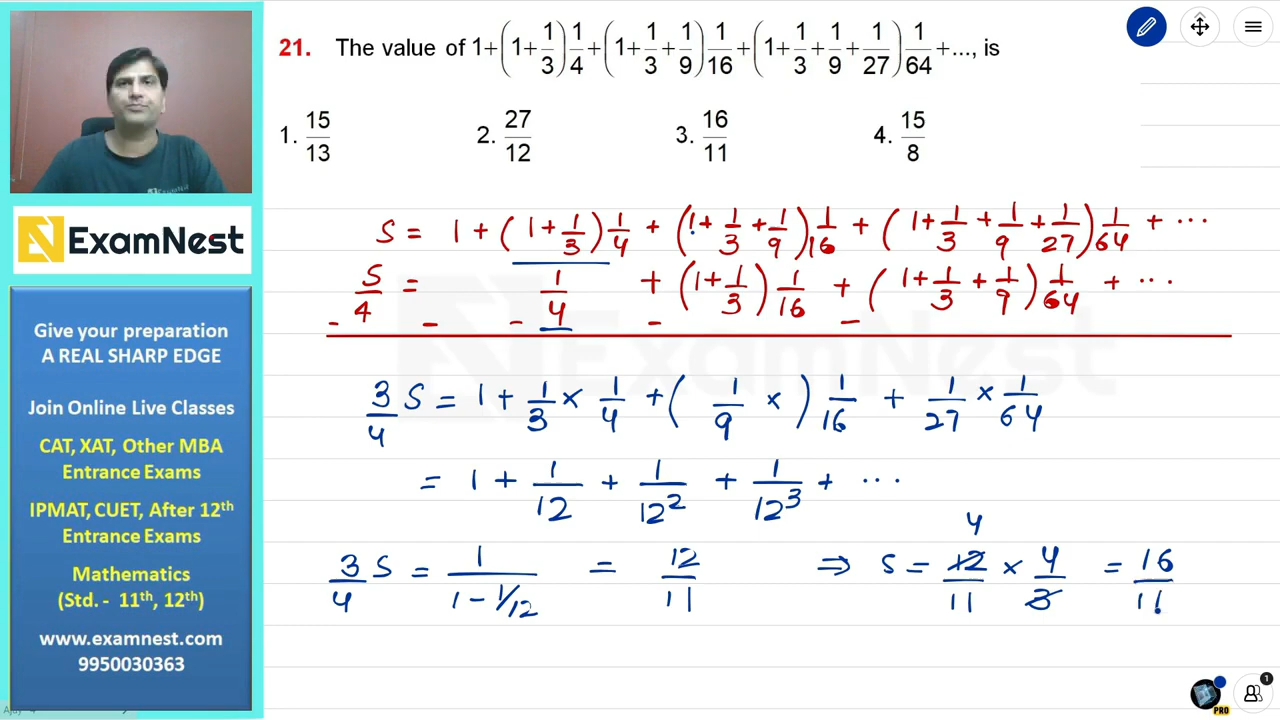 21. The value of 1+(1+1/3)1/4+(1+1/3+1/9)1/16+(1+1/3+1/9+1/27)1/64+..., is
1. 15/13 2. 27/12 3. 16/11 4. 15/8
S = 1 + (1+1/3)1/4 + (1+1/3+1/9)1/16 + (1+1/3+1/9+1/27)1/64 + ...
S/4 = 1/4 + (1+1/3)1/16 + (1+1/3+1/9)1/64 + ...
- - - - -
3/4 S = 1 + 1/3 × 1/4 + (1/9 ×)1/16 + 1/27 × 1/64
= 1 + 1/12 + 1/12² + 1/12³ + ...
4
3/4 S = 1/(1-1/12) = 12/11 ⇒ S = 12/11 × 4/3 = 16/11
ExamNest
ExamNest
Give your preparation
A REAL SHARP EDGE
Join Online Live Classes
CAT, XAT, Other MBA
Entrance Exams
IPMAT, CUET, After 12th
Entrance Exams
Mathematics
(Std. - 11th, 12th)
www.examnest.com
9950030363
PRO
1